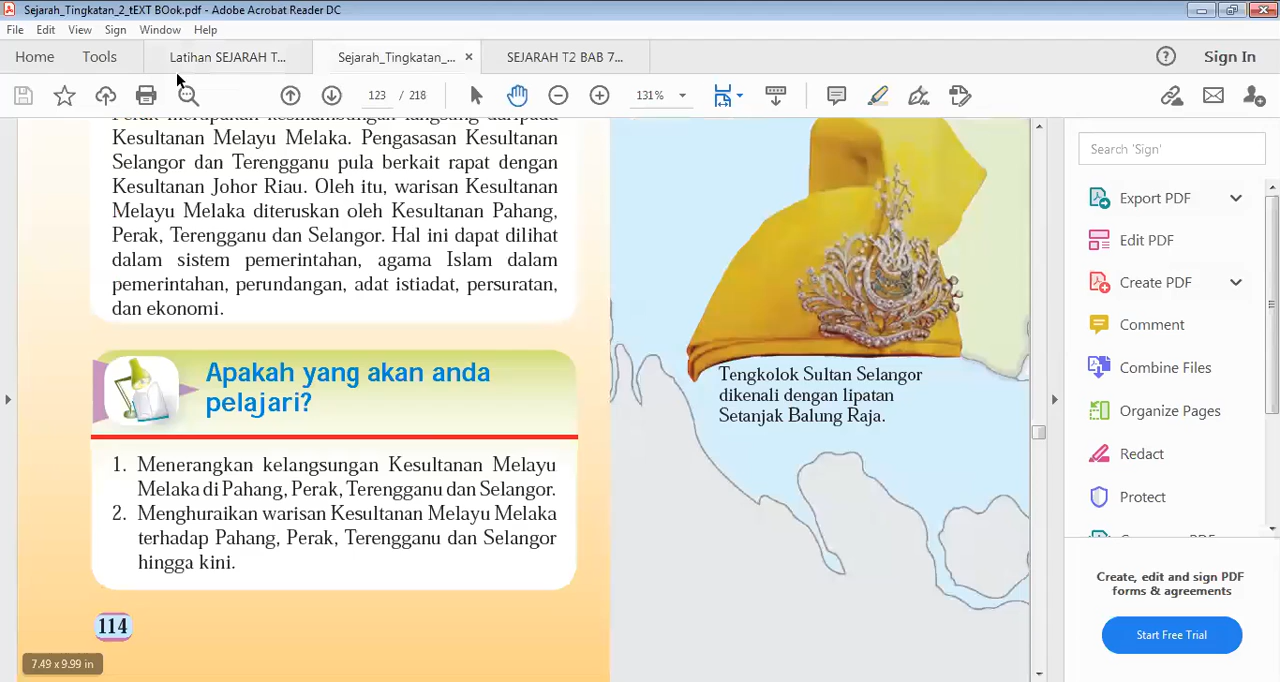 Sejarah_Tingkatan_2_tEXT BOok.pdf - Adobe Acrobat Reader DC
File Edit View Sign Window Help
Home Tools Latihan SEJARAH T... Sejarah_Tingkatan_... × SEJARAH T2 BAB 7... Sign In
123 / 218 131%
Perak merupakan kesinambungan langsung daripada
Kesultanan Melayu Melaka. Pengasasan Kesultanan
Selangor dan Terengganu pula berkait rapat dengan
Kesultanan Johor Riau. Oleh itu, warisan Kesultanan
Melayu Melaka diteruskan oleh Kesultanan Pahang,
Perak, Terengganu dan Selangor. Hal ini dapat dilihat
dalam sistem pemerintahan, agama Islam dalam
pemerintahan, perundangan, adat istiadat, persuratan,
dan ekonomi.
Apakah yang akan anda
pelajari?
1. Menerangkan kelangsungan Kesultanan Melayu
Melaka di Pahang, Perak, Terengganu dan Selangor.
2. Menghuraikan warisan Kesultanan Melayu Melaka
terhadap Pahang, Perak, Terengganu dan Selangor
hingga kini.
114
7.49 x 9.99 in
Tengkolok Sultan Selangor
dikenali dengan lipatan
Setanjak Balung Raja.
Search 'Sign'
Export PDF
Edit PDF
Create PDF
Comment
Combine Files
Organize Pages
Redact
Protect
Create, edit and sign PDF
forms & agreements
Start Free Trial